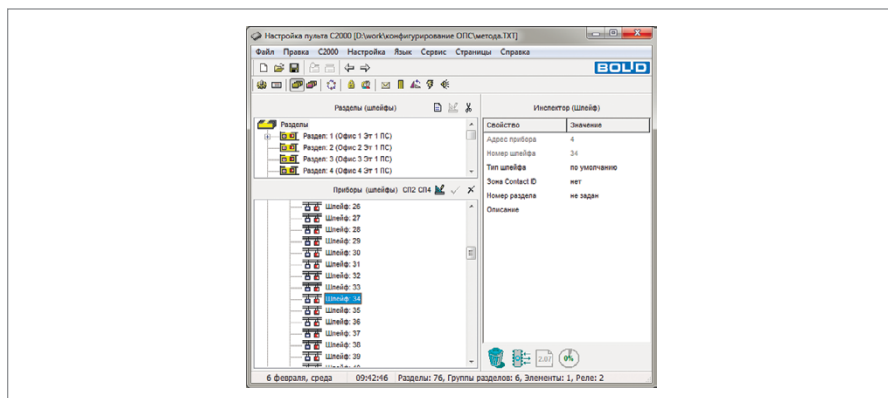 Настройка пульта С2000 [D:\work\конфигурирование ОПС\метода.TXT]
Файл Правка С2000 Настройка Язык Сервис Страницы Справка
BOLID
Разделы (шлейфы)
Разделы
Раздел: 1 (Офис 1 Эт 1 ПС)
Раздел: 2 (Офис 2 Эт 1 ПС)
Раздел: 3 (Офис 3 Эт 1 ПС)
Раздел: 4 (Офис 4 Эт 1 ПС)
Приборы (шлейфы) СП2 СП4
Шлейф: 26
Шлейф: 27
Шлейф: 28
Шлейф: 29
Шлейф: 30
Шлейф: 31
Шлейф: 32
Шлейф: 33
Шлейф: 34
Шлейф: 35
Шлейф: 36
Шлейф: 37
Шлейф: 38
Шлейф: 39
Инспектор (Шлейф)
Свойство Значение
Адрес прибора 4
Номер шлейфа 34
Тип шлейфа по умолчанию
Зона Contact ID нет
Номер раздела не задан
Описание
2.07 0%
6 февраля, среда 09:42:46 Разделы: 76, Группы разделов: 6, Элементы: 1, Реле: 2